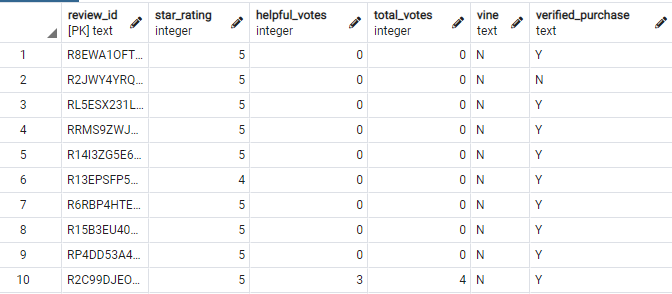 review_id star_rating helpful_votes total_votes vine verified_purchase
[PK] text integer integer integer text text
1 R8EWA1OFT... 5 0 0 N Y
2 R2JWY4YRQ... 5 0 0 N N
3 RL5ESX231L... 5 0 0 N Y
4 RRMS9ZWJ... 5 0 0 N Y
5 R14I3ZG5E6... 5 0 0 N Y
6 R13EPSFP5... 4 0 0 N Y
7 R6RBP4HTE... 5 0 0 N Y
8 R15B3EU40... 5 0 0 N Y
9 RP4DD53A4... 5 0 0 N Y
10 R2C99DJEO... 5 3 4 N Y